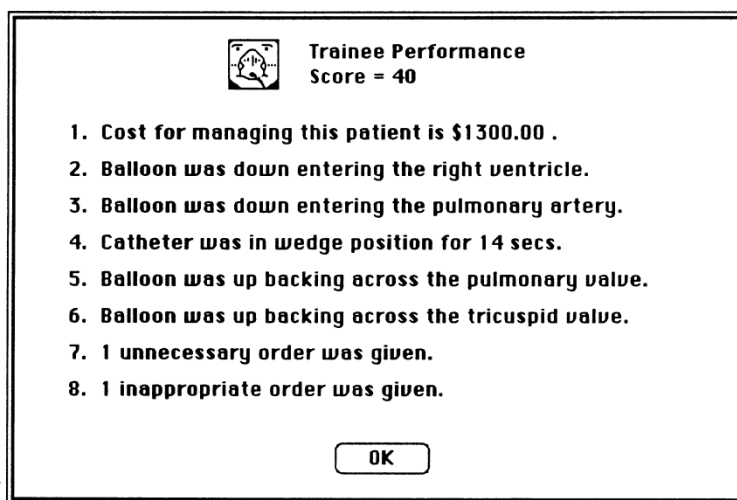 Trainee Performance
Score = 40
1. Cost for managing this patient is $1300.00 .
2. Balloon was down entering the right ventricle.
3. Balloon was down entering the pulmonary artery.
4. Catheter was in wedge position for 14 secs.
5. Balloon was up backing across the pulmonary valve.
6. Balloon was up backing across the tricuspid valve.
7. 1 unnecessary order was given.
8. 1 inappropriate order was given.
OK